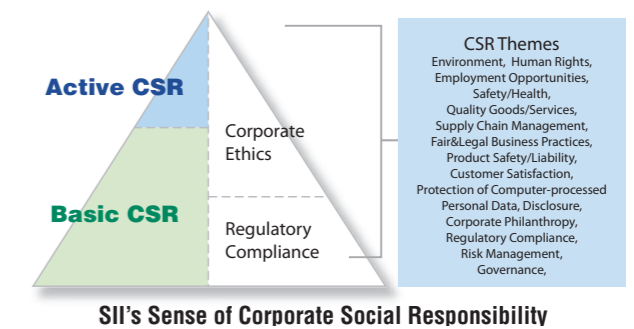 Active CSR
Basic CSR
Corporate
Ethics
Regulatory
Compliance
CSR Themes
Environment, Human Rights,
Employment Opportunities,
Safety/Health,
Quality Goods/Services,
Supply Chain Management,
Fair&Legal Business Practices,
Product Safety/Liability,
Customer Satisfaction,
Protection of Computer-processed
Personal Data, Disclosure,
Corporate Philanthropy,
Regulatory Compliance,
Risk Management,
Governance,
SII's Sense of Corporate Social Responsibility